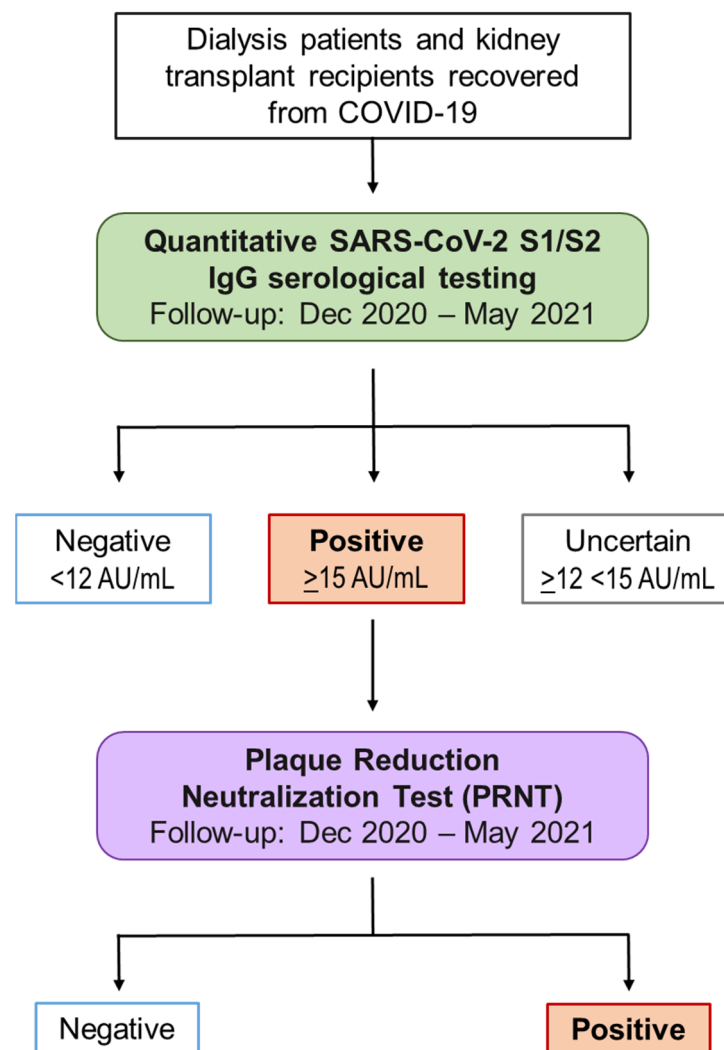 Dialysis patients and kidney
transplant recipients recovered
from COVID-19
Quantitative SARS-CoV-2 S1/S2
IgG serological testing
Follow-up: Dec 2020 – May 2021
Negative
<12 AU/mL
Positive
≥15 AU/mL
Uncertain
≥12 <15 AU/mL
Plaque Reduction
Neutralization Test (PRNT)
Follow-up: Dec 2020 – May 2021
Negative
Positive